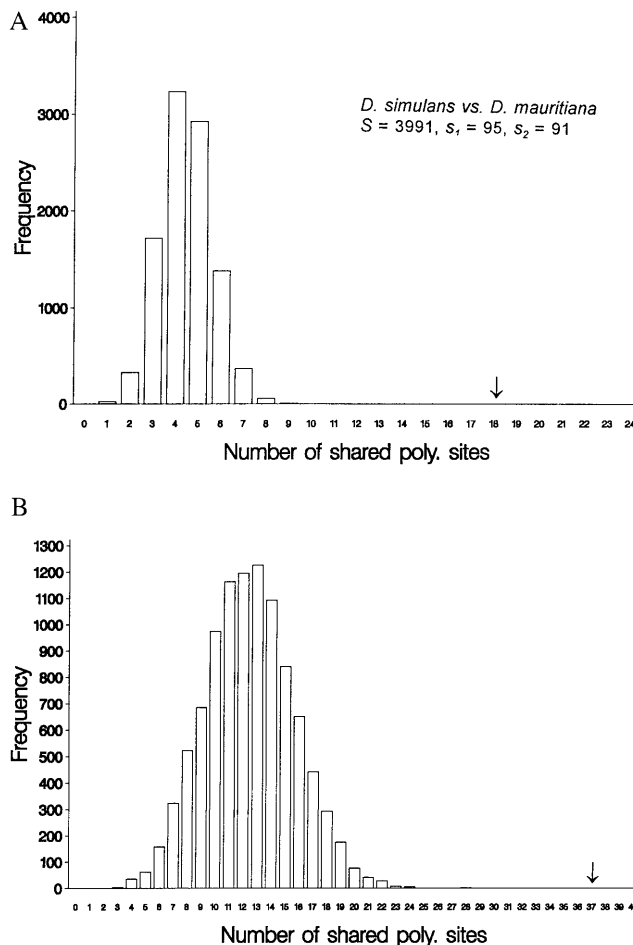 A
4000
3000
2000
1000
0
Frequency
D. simulans vs. D. mauritiana
S = 3991, s₁ = 95, s₂ = 91
0 1 2 3 4 5 6 7 8 9 10 11 12 13 14 15 16 17 18 19 20 21 22 23 24
Number of shared poly. sites
B
1300
1200
1100
1000
900
800
700
600
500
400
300
200
100
0
Frequency
0 1 2 3 4 5 6 7 8 9 10 11 12 13 14 15 16 17 18 19 20 21 22 23 24 25 26 27 28 29 30 31 32 33 34 35 36 37 38 39 40
Number of shared poly. sites